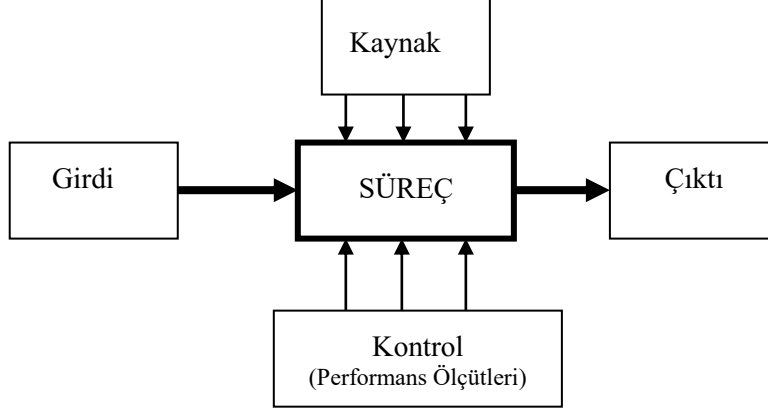 Kaynak
Girdi
SÜREÇ
Çıktı
Kontrol
(Performans Ölçütleri)